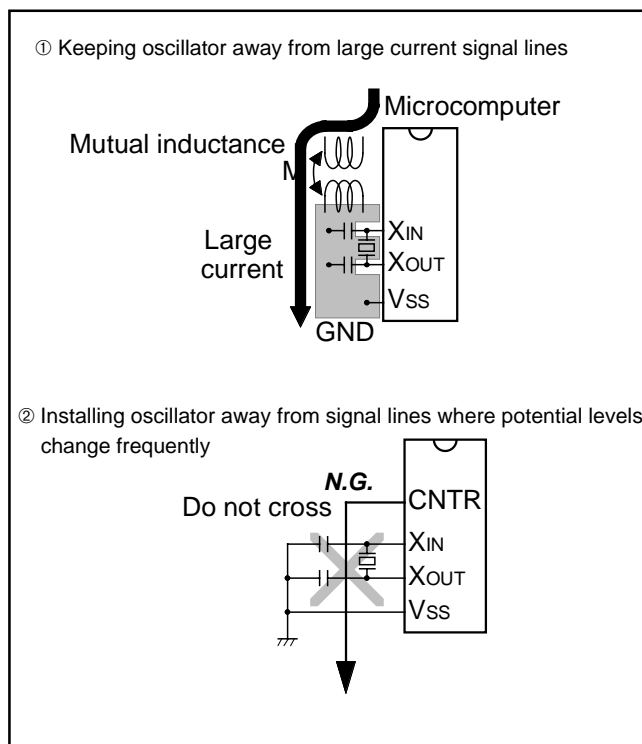 ① Keeping oscillator away from large current signal lines
Microcomputer
Mutual inductance
M
Large
current
XIN
XOUT
VSS
GND
② Installing oscillator away from signal lines where potential levels
change frequently
N.G.
Do not cross
CNTR
XIN
XOUT
VSS